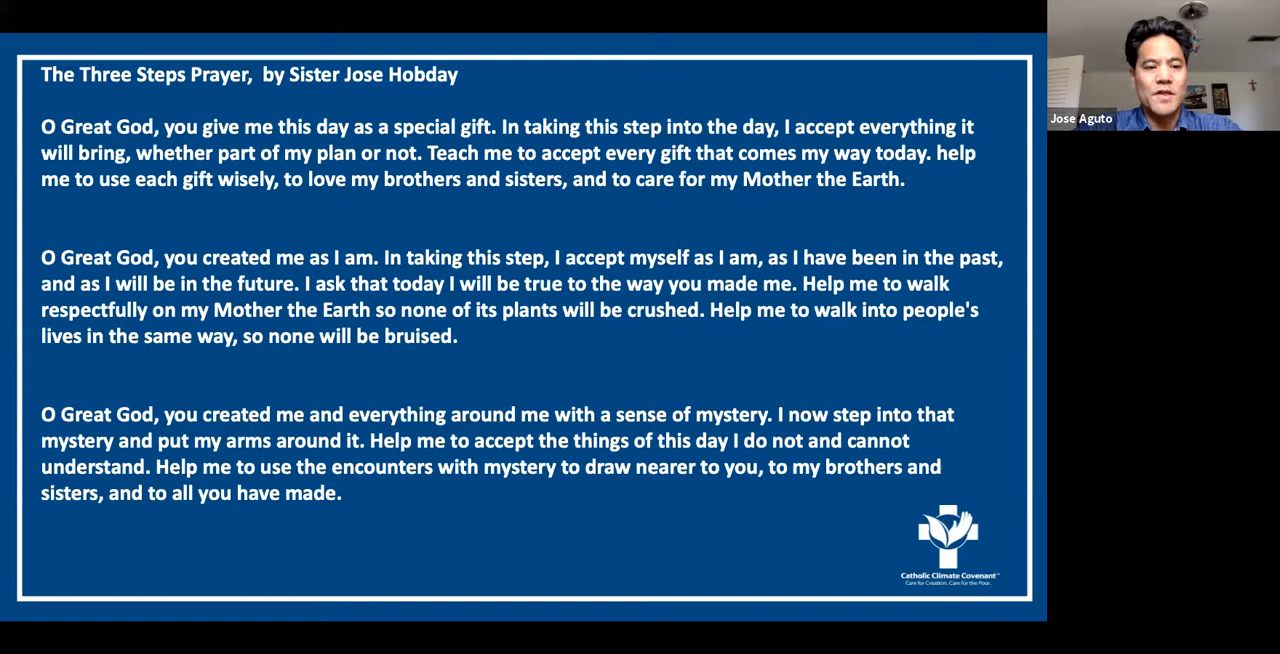 The Three Steps Prayer,  by Sister Jose Hobday
O Great God, you give me this day as a special gift. In taking this step into the day, I accept everything it
will bring, whether part of my plan or not. Teach me to accept every gift that comes my way today. help
me to use each gift wisely, to love my brothers and sisters, and to care for my Mother the Earth.
O Great God, you created me as I am. In taking this step, I accept myself as I am, as I have been in the past,
and as I will be in the future. I ask that today I will be true to the way you made me. Help me to walk
respectfully on my Mother the Earth so none of its plants will be crushed. Help me to walk into people's
lives in the same way, so none will be bruised.
O Great God, you created me and everything around me with a sense of mystery. I now step into that
mystery and put my arms around it. Help me to accept the things of this day I do not and cannot
understand. Help me to use the encounters with mystery to draw nearer to you, to my brothers and
sisters, and to all you have made.
Catholic Climate Covenant™
Care for Creation. Care for the Poor.
Jose Aguto